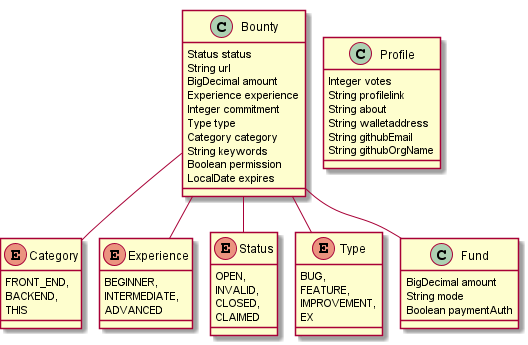 C Bounty
Status status
String url
BigDecimal amount
Experience experience
Integer commitment
Type type
Category category
String keywords
Boolean permission
LocalDate expires
C Profile
Integer votes
String profilelink
String about
String walletaddress
String githubEmail
String githubOrgName
E Category
FRONT_END,
BACKEND,
THIS
E Experience
BEGINNER,
INTERMEDIATE,
ADVANCED
E Status
OPEN,
INVALID,
CLOSED,
CLAIMED
E Type
BUG,
FEATURE,
IMPROVEMENT,
EX
C Fund
BigDecimal amount
String mode
Boolean paymentAuth